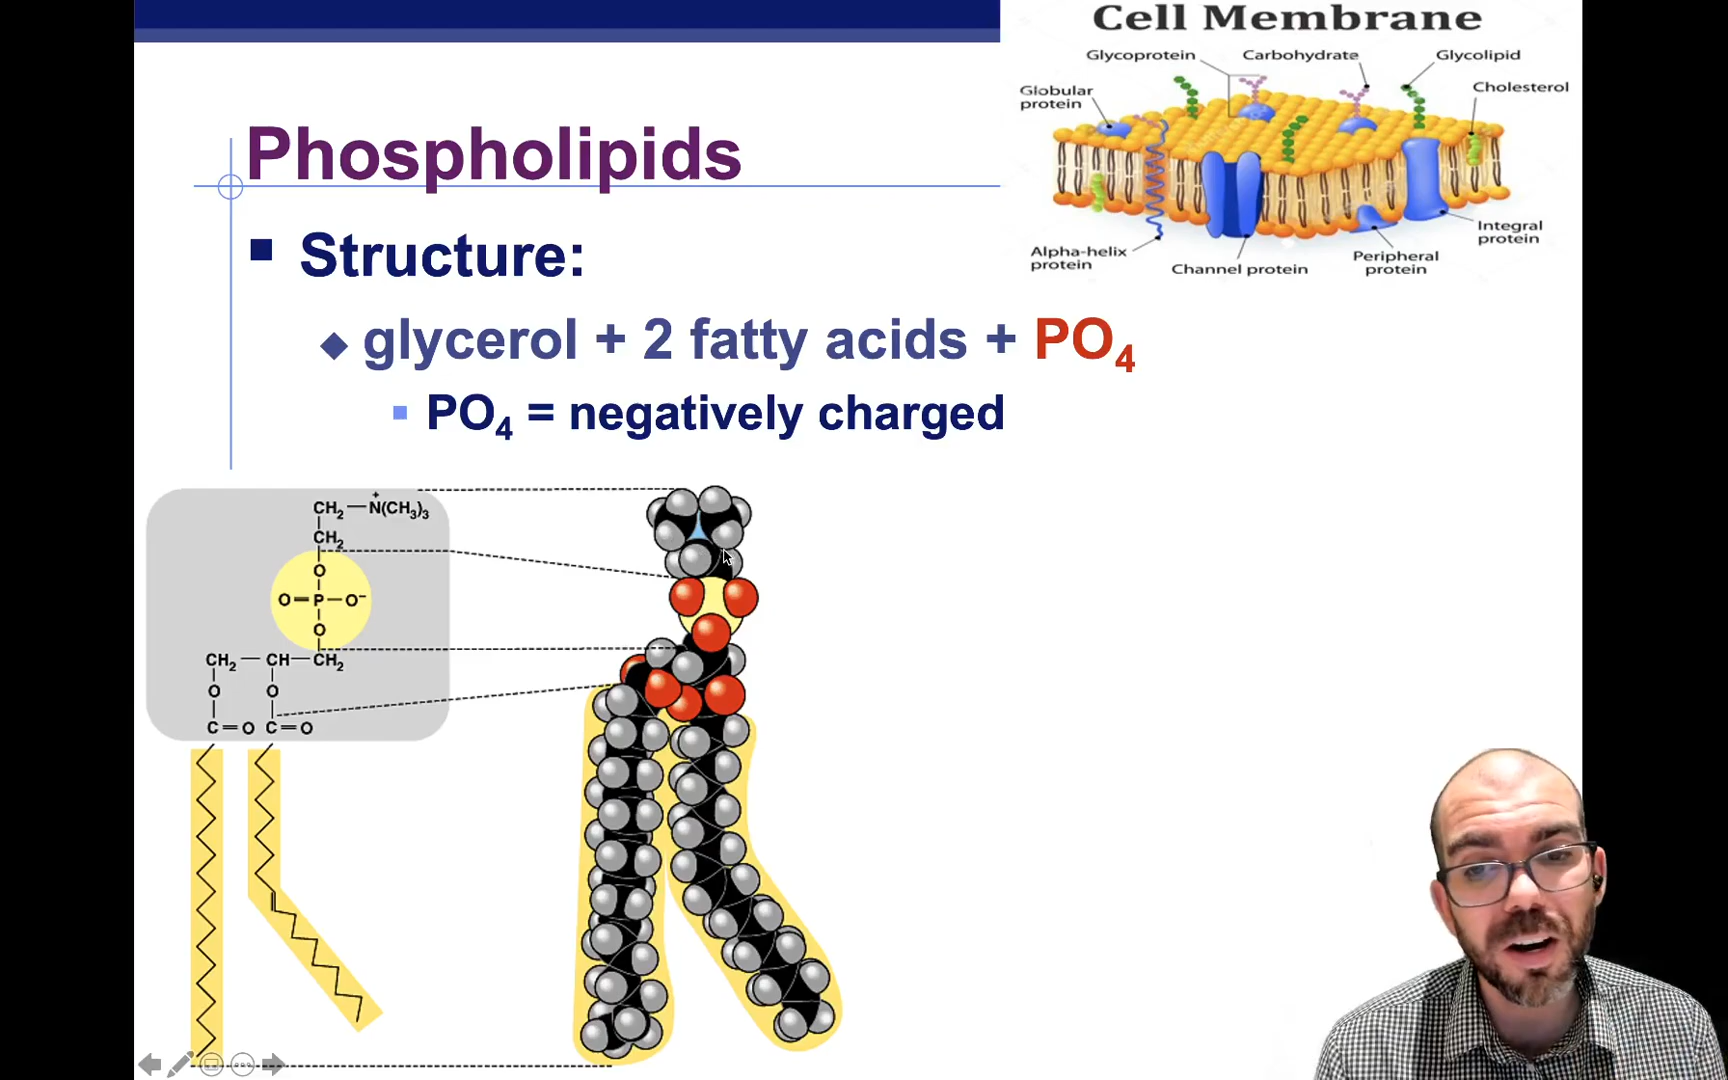 Cell Membrane
Glycoprotein
Carbohydrate
Glycolipid
Globular
protein
Cholesterol
Alpha-helix
protein
Channel protein
Peripheral
protein
Integral
protein
Phospholipids
Structure:
glycerol + 2 fatty acids + PO₄
PO₄ = negatively charged
CH₂—N⁺(CH₃)₃
CH₂
O
O=P—O⁻
O
CH₂—CH—CH₂
O O
C=O C=O